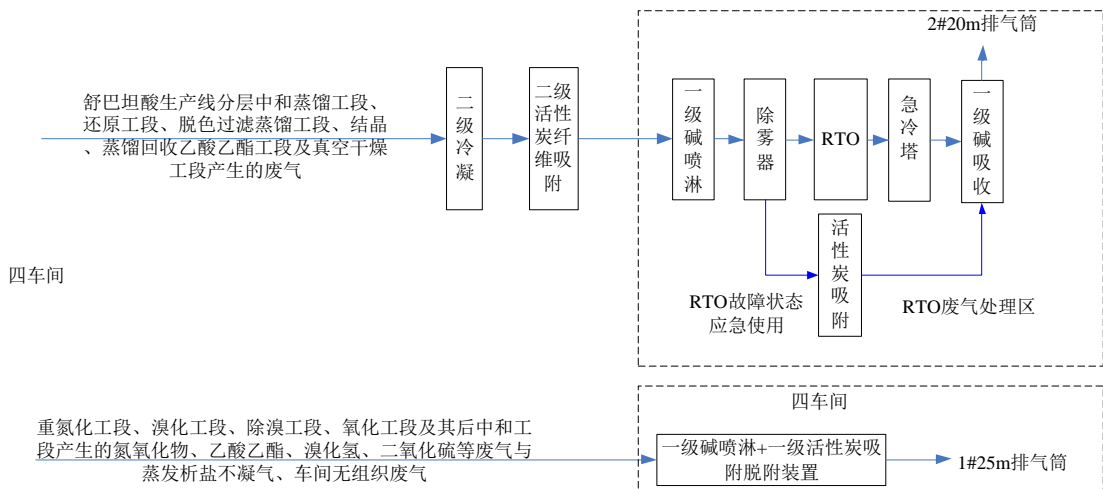 2#20m排气筒
舒巴坦酸生产线分层中和蒸馏工段、
还原工段、脱色过滤蒸馏工段、结晶
、蒸馏回收乙酸乙酯工段及真空干燥
工段产生的废气
二级冷凝
二级活性炭纤维吸附
一级碱喷淋
除雾器
RTO
急冷塔
一级碱吸收
活性炭吸附
四车间
RTO故障状态
应急使用
RTO废气处理区
四车间
重氮化工段、溴化工段、除溴工段、氧化工段及其后中和工
段产生的氮氧化物、乙酸乙酯、溴化氢、二氧化硫等废气与
蒸发析盐不凝气、车间无组织废气
一级碱喷淋+一级活性炭吸
附脱附装置
1#25m排气筒